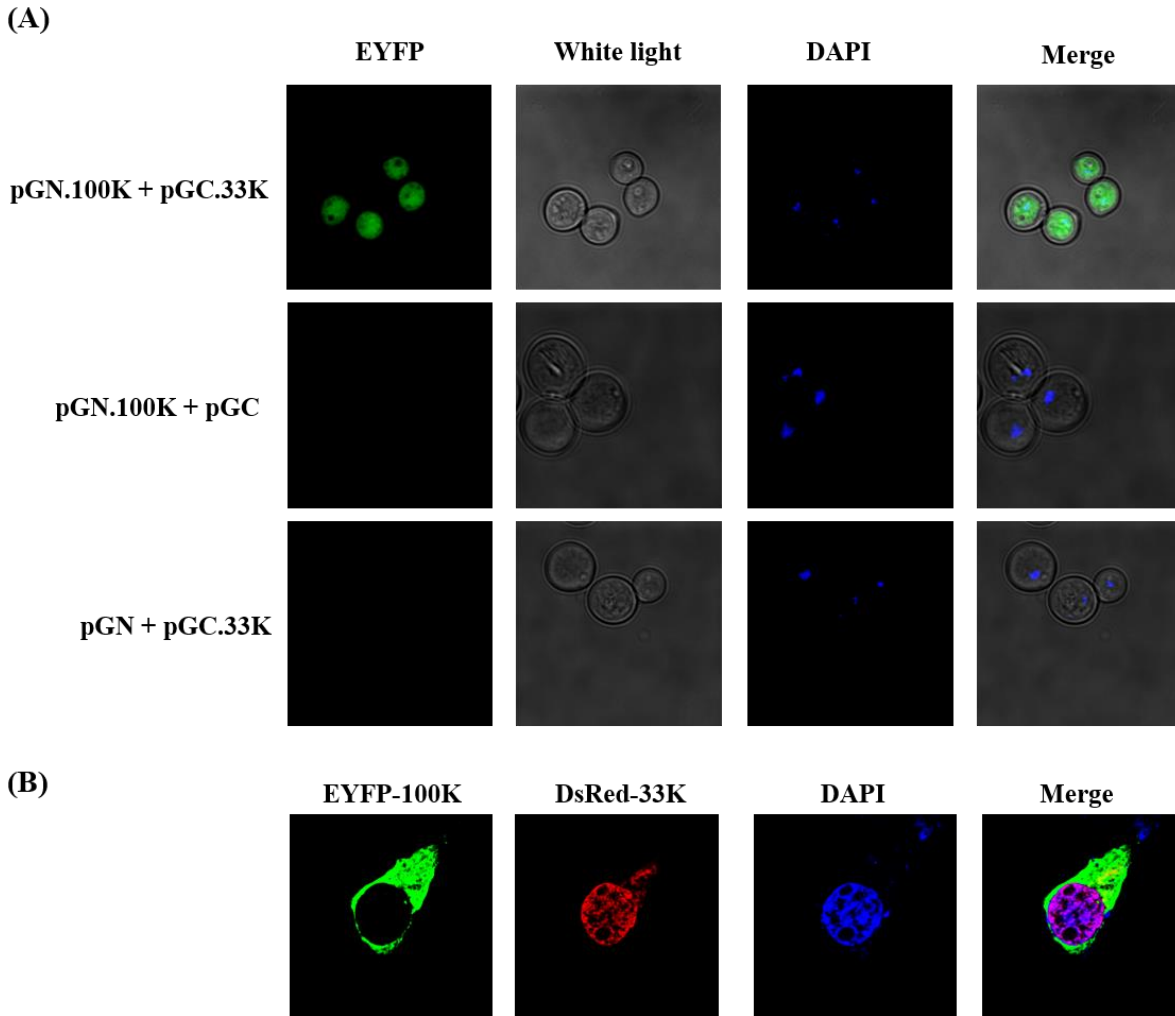 (A)
EYFP White light DAPI Merge
pGN.100K + pGC.33K
pGN.100K + pGC
pGN + pGC.33K
(B)
EYFP-100K DsRed-33K DAPI Merge